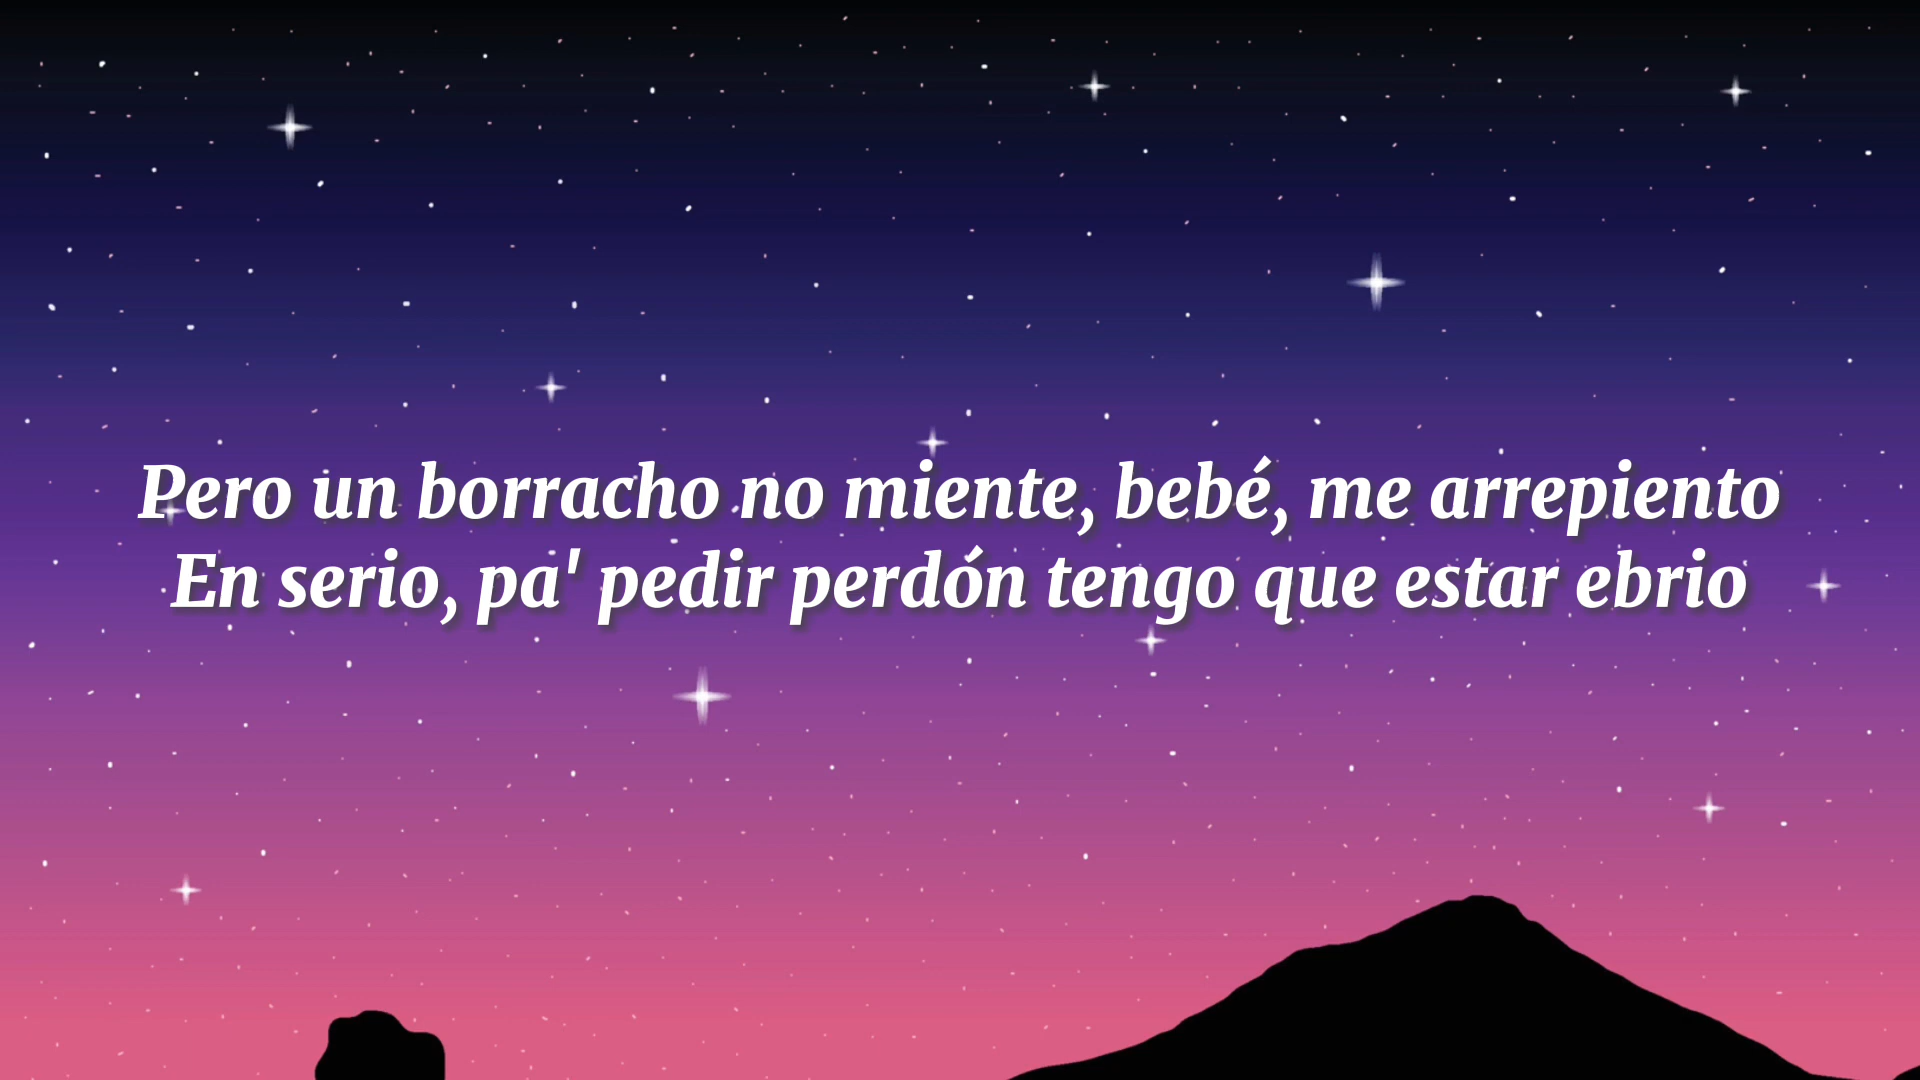 Pero un borracho no miente, bebé, me arrepiento
En serio, pa' pedir perdón tengo que estar ebrio